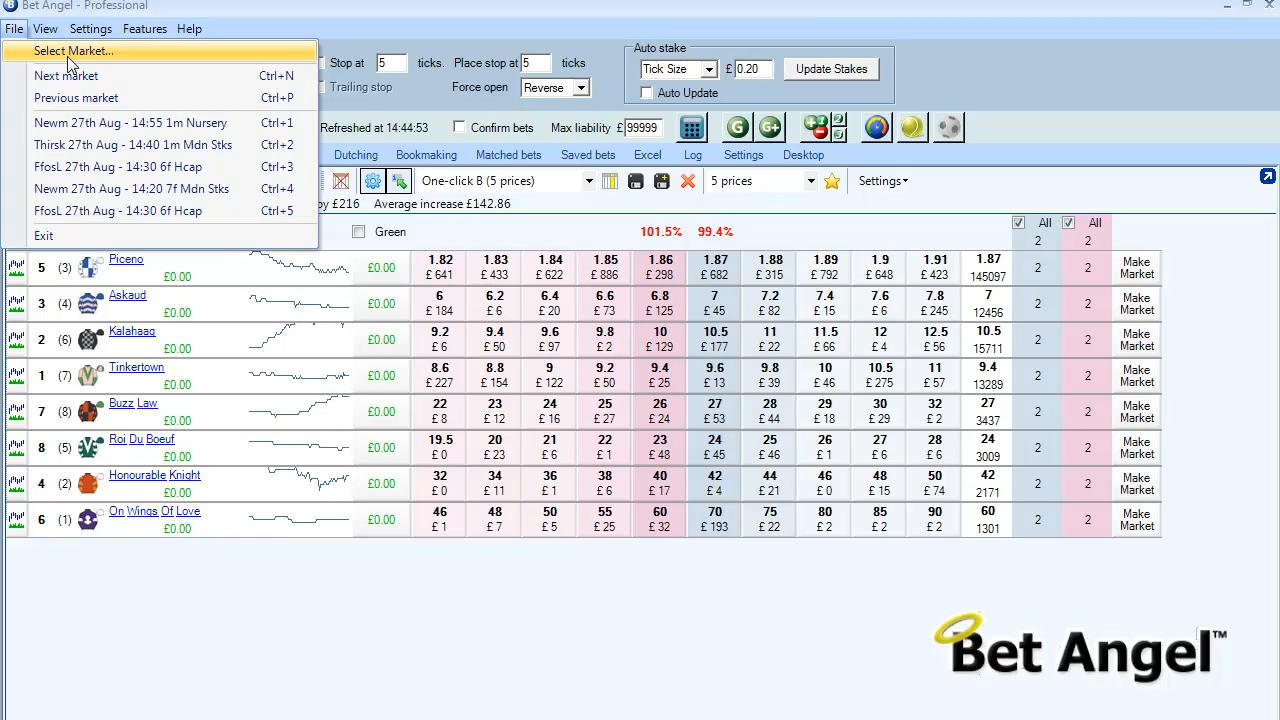 Bet Angel - Professional
File View Settings Features Help
Select Market...
Next market Ctrl+N
Previous market Ctrl+P
Newm 27th Aug - 14:55 1m Nursery Ctrl+1
Thirsk 27th Aug - 14:40 1m Mdn Stks Ctrl+2
FfosL 27th Aug - 14:30 6f Hcap Ctrl+3
Newm 27th Aug - 14:20 7f Mdn Stks Ctrl+4
FfosL 27th Aug - 14:30 6f Hcap Ctrl+5
Exit
Stop at 5 ticks. Place stop at 5 ticks
Trailing stop Force open Reverse
Auto stake
Tick Size £ 0.20 Update Stakes
Auto Update
Refreshed at 14:44:5 Confirm bets Max liability £ 99999 G G+
Dutching Bookmaking Matched bets Saved bets Excel Log Settings Desktop
One-click B (5 prices) 5 prices Settings
by £216 Average increase £142.86
Green 101.5% 99.4% All All
2 2
5 (3) Piceno £0.00 £0.00 1.82 1.83 1.84 1.85 1.86 1.87 1.88 1.89 1.9 1.91 1.87 2 2 Make Market
£ 641 £ 433 £ 622 £ 886 £ 298 £ 682 £ 315 £ 792 £ 648 £ 423 145097
3 (4) Askaud £0.00 £0.00 6 6.2 6.4 6.6 6.8 7 7.2 7.4 7.6 7.8 7 2 2 Make Market
£ 184 £ 6 £ 20 £ 73 £ 125 £ 45 £ 82 £ 15 £ 6 £ 245 12456
2 (6) Kalahaag £0.00 £0.00 9.2 9.4 9.6 9.8 10 10.5 11 11.5 12 12.5 10.5 2 2 Make Market
£ 6 £ 50 £ 97 £ 2 £ 129 £ 177 £ 22 £ 66 £ 4 £ 56 15711
1 (7) Tinkertown £0.00 £0.00 8.6 8.8 9 9.2 9.4 9.6 9.8 10 10.5 11 9.4 2 2 Make Market
£ 227 £ 154 £ 122 £ 50 £ 25 £ 13 £ 39 £ 46 £ 275 £ 57 13289
7 (8) Buzz Law £0.00 £0.00 22 23 24 25 26 27 28 29 30 32 27 2 2 Make Market
£ 8 £ 12 £ 16 £ 27 £ 24 £ 53 £ 44 £ 18 £ 29 £ 2 3437
8 (5) Roi Du Boeuf £0.00 £0.00 19.5 20 21 22 23 24 25 26 27 28 24 2 2 Make Market
£ 0 £ 23 £ 6 £ 1 £ 48 £ 45 £ 46 £ 1 £ 6 £ 6 3009
4 (2) Honourable Knight £0.00 £0.00 32 34 36 38 40 42 44 46 48 50 42 2 2 Make Market
£ 0 £ 11 £ 1 £ 6 £ 17 £ 4 £ 21 £ 0 £ 15 £ 74 2171
6 (1) On Wings Of Love £0.00 £0.00 46 48 50 55 60 70 75 80 85 90 60 2 2 Make Market
£ 1 £ 7 £ 5 £ 25 £ 32 £ 193 £ 22 £ 2 £ 2 £ 2 1301
Bet Angel™